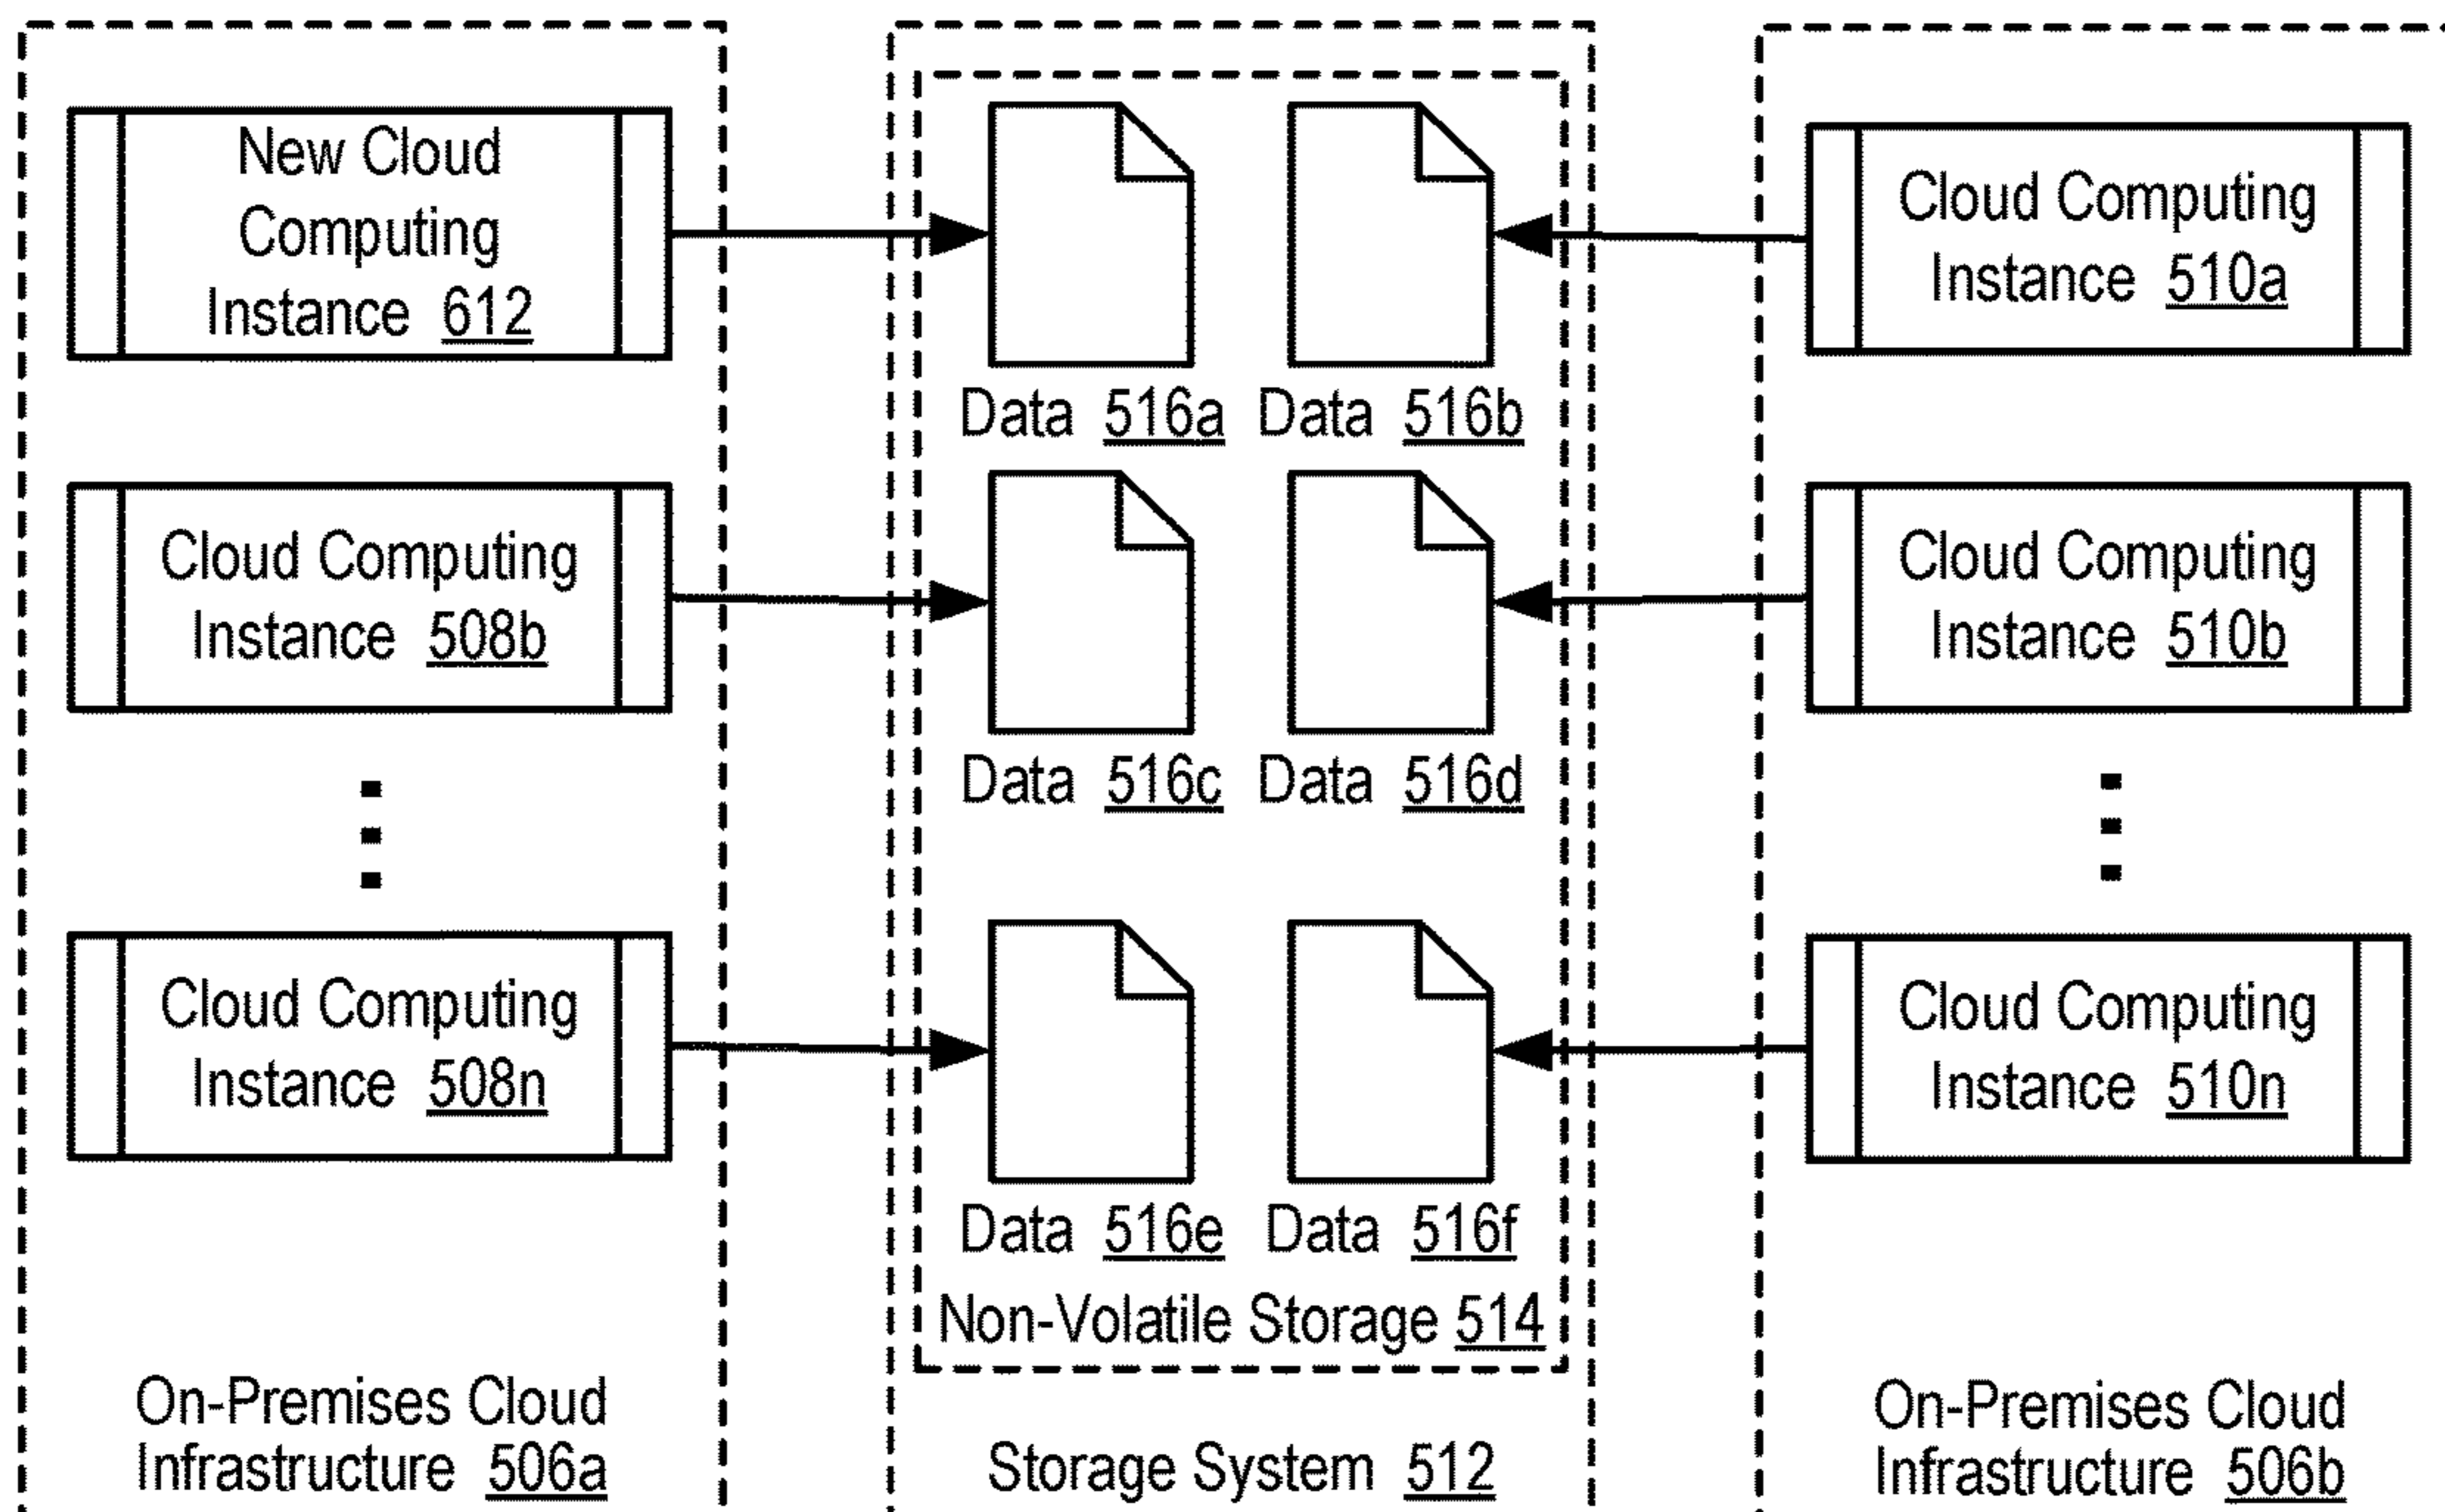 New Cloud
Computing
Instance 612
Cloud Computing
Instance 508b
Cloud Computing
Instance 508n
On-Premises Cloud
Infrastructure 506a
Data 516a Data 516b
Data 516c Data 516d
Data 516e Data 516f
Non-Volatile Storage 514
Storage System 512
Cloud Computing
Instance 510a
Cloud Computing
Instance 510b
Cloud Computing
Instance 510n
On-Premises Cloud
Infrastructure 506b